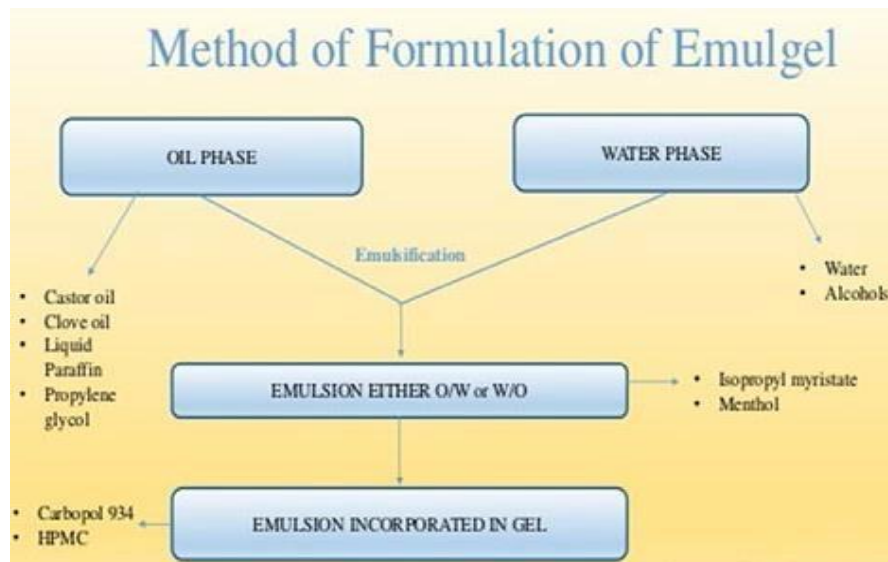 Method of Formulation of Emulgel
OIL PHASE
WATER PHASE
Emulsification
• Water
• Alcohols
• Castor oil
• Clove oil
• Liquid
Paraffin
• Propylene
glycol
EMULSION EITHER O/W or W/O
• Isopropyl myristate
• Menthol
• Carbopol 934
• HPMC
EMULSION INCORPORATED IN GEL